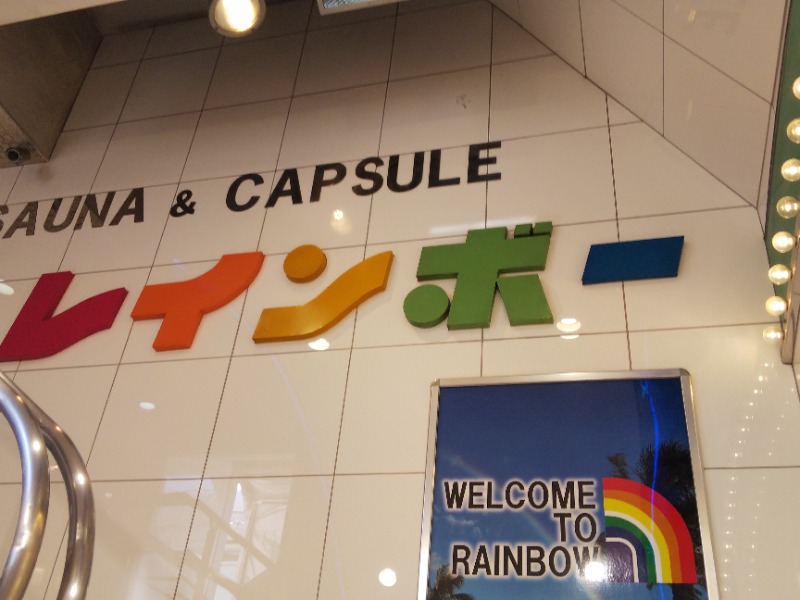 SAUNA & CAPSULE
レインボー
WELCOME
TO
RAINBOW